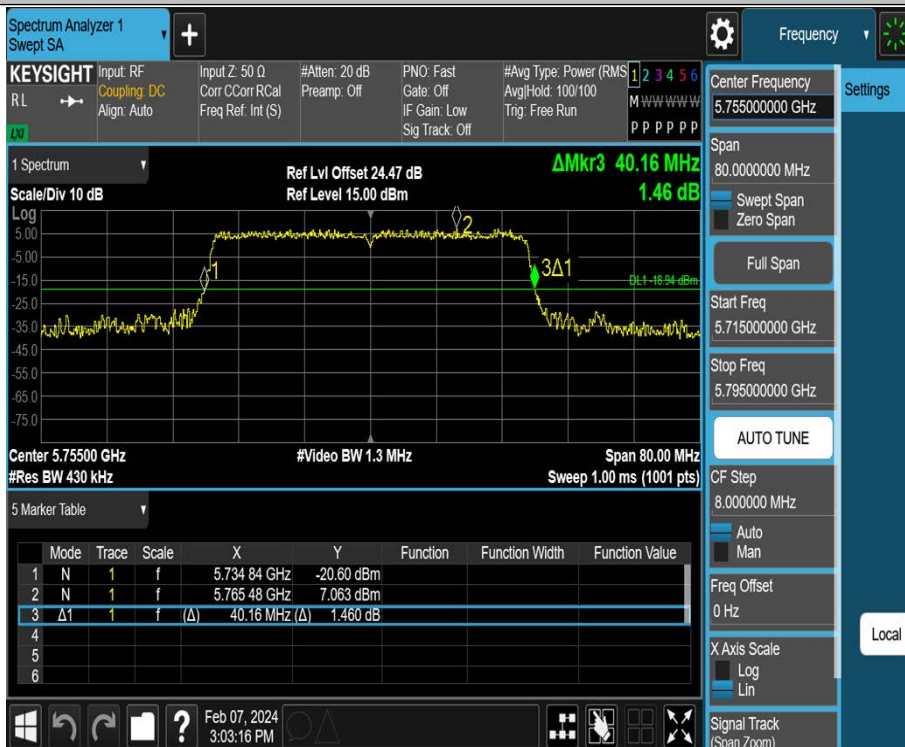 Spectrum Analyzer 1
Swept SA
+
Frequency
KEYSIGHT
R L
LXI
Input: RF
Coupling: DC
Align: Auto
Input Z: 50 Ω
Corr CCorr RCal
Freq Ref: Int (S)
#Atten: 20 dB
Preamp: Off
PNO: Fast
Gate: Off
IF Gain: Low
Sig Track: Off
#Avg Type: Power (RMS
Avg|Hold: 100/100
Trig: Free Run
1 2 3 4 5 6
M W W W W W
P P P P P P
Center Frequency
5.755000000 GHz
Settings
1 Spectrum
Scale/Div 10 dB
Ref Lvl Offset 24.47 dB
Ref Level 15.00 dBm
ΔMkr3 40.16 MHz
1.46 dB
Log
5.00
-5.00
-15.0
-25.0
-35.0
-45.0
-55.0
-65.0
-75.0
1
2
3Δ1
DL1 -18.94 dBm
Center 5.75500 GHz
#Res BW 430 kHz
#Video BW 1.3 MHz
Span 80.00 MHz
Sweep 1.00 ms (1001 pts)
Span
80.0000000 MHz
Swept Span
Zero Span
Full Span
Start Freq
5.715000000 GHz
Stop Freq
5.795000000 GHz
AUTO TUNE
CF Step
8.000000 MHz
Auto
Man
Freq Offset
0 Hz
X Axis Scale
Log
Lin
Signal Track
(Span Zoom)
Local
5 Marker Table
Mode Trace Scale X Y Function Function Width Function Value
1 N 1 f 5.734 84 GHz -20.60 dBm
2 N 1 f 5.765 48 GHz 7.063 dBm
3 Δ1 1 f (Δ) 40.16 MHz (Δ) 1.460 dB
4
5
6
?
Feb 07, 2024
3:03:16 PM